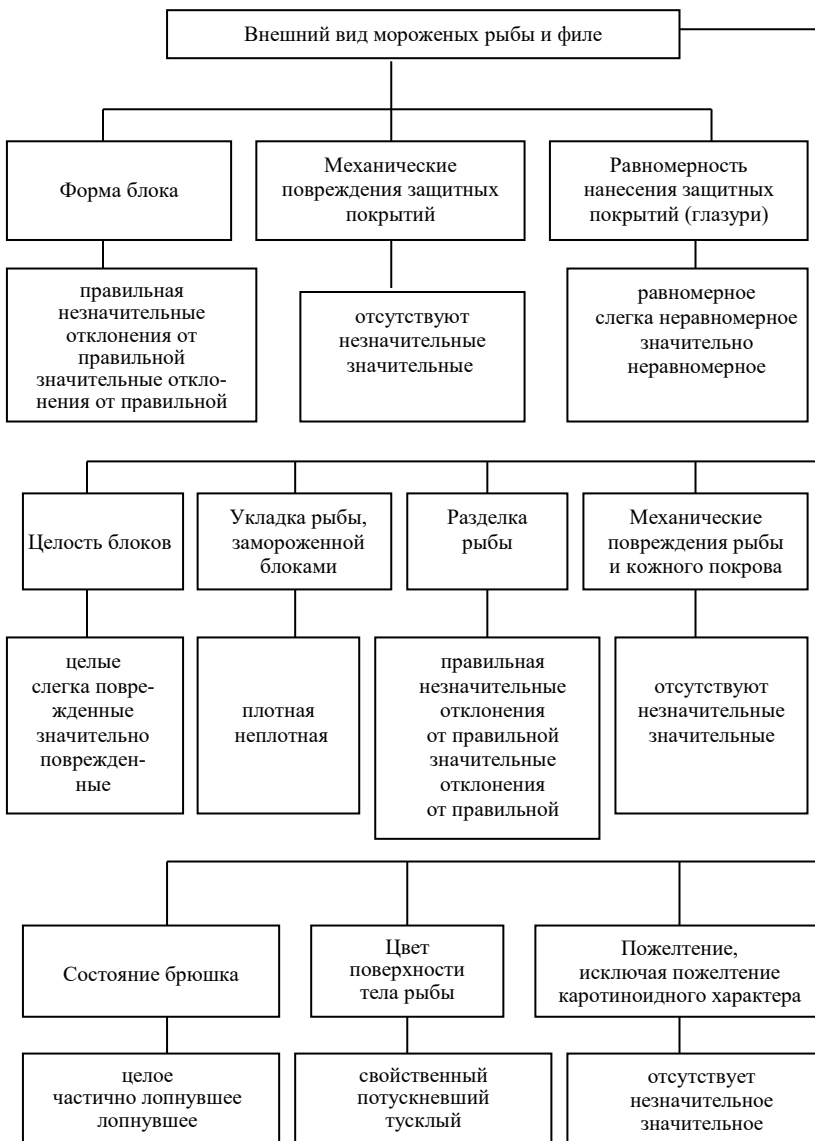 Внешний вид мороженых рыбы и филе
Форма блока
Механические
повреждения защитных
покрытий
Равномерность
нанесения защитных
покрытий (глазури)
правильная
незначительные
отклонения от
правильной
значительные откло-
нения от правильной
отсутствуют
незначительные
значительные
равномерное
слегка неравномерное
значительно
неравномерное
Целость блоков
Укладка рыбы,
замороженной
блоками
Разделка
рыбы
Механические
повреждения рыбы
и кожного покрова
целые
слегка повре-
жденные
значительно
поврежден-
ные
плотная
неплотная
правильная
незначительные
отклонения
от правильной
значительные
отклонения
от правильной
отсутствуют
незначительные
значительные
Состояние брюшка
Цвет
поверхности
тела рыбы
Пожелтение,
исключая пожелтение
каротиноидного характера
целое
частично лопнувшее
лопнувшее
свойственный
потускневший
тусклый
отсутствует
незначительное
значительное